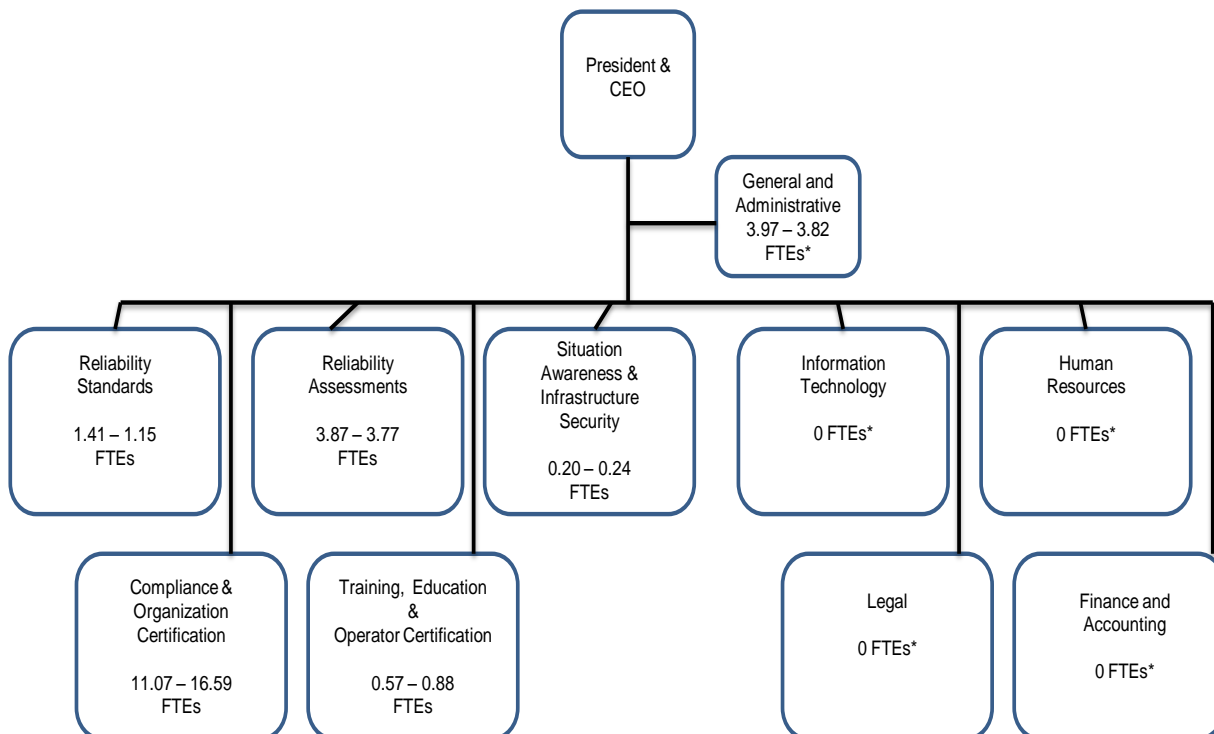 President &
CEO
General and
Administrative
3.97 – 3.82
FTEs*
Reliability
Standards
1.41 – 1.15
FTEs
Reliability
Assessments
3.87 – 3.77
FTEs
Situation
Awareness &
Infrastructure
Security
0.20 – 0.24
FTEs
Information
Technology
0 FTEs*
Human
Resources
0 FTEs*
Compliance &
Organization
Certification
11.07 – 16.59
FTEs
Training, Education
&
Operator Certification
0.57 – 0.88
FTEs
Legal
0 FTEs*
Finance and
Accounting
0 FTEs*